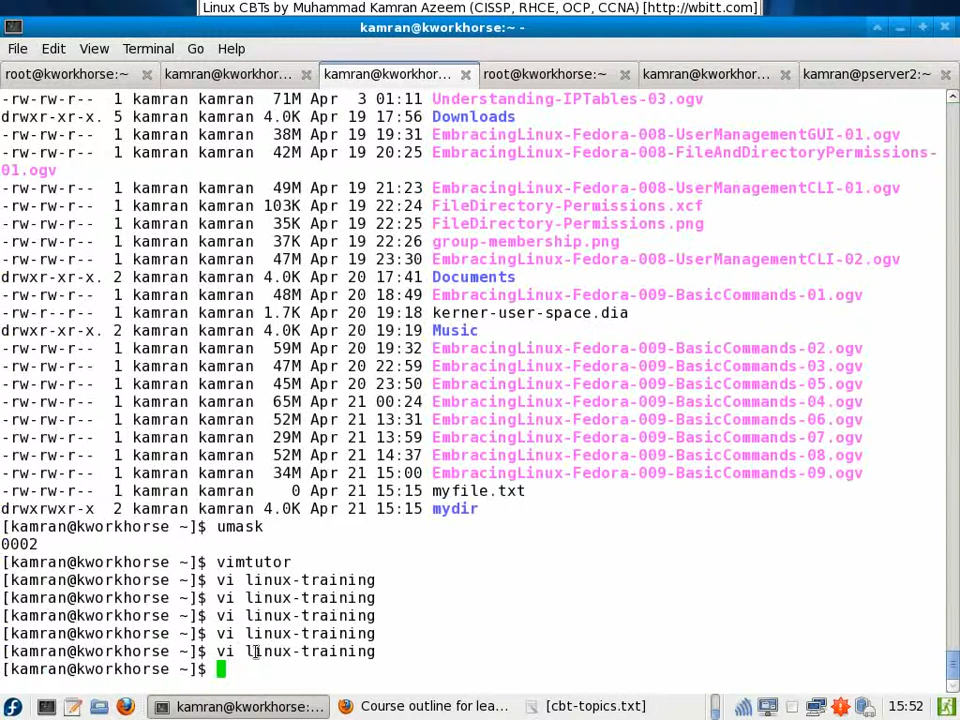 Linux CBTs by Muhammad Kamran Azeem (CISSP, RHCE, OCP, CCNA) [http://wbitt.com]
kamran@kworkhorse:~ -
File Edit View Terminal Go Help
root@kworkhorse:~ kamran@kworkhor... kamran@kworkhor... root@kworkhorse:~ kamran@kworkhor... kamran@pserver2:~
-rw-rw-r-- 1 kamran kamran 71M Apr 3 01:11 Understanding-IPTables-03.ogv
drwxr-xr-x. 5 kamran kamran 4.0K Apr 19 17:56 Downloads
-rw-rw-r-- 1 kamran kamran 38M Apr 19 19:31 EmbracingLinux-Fedora-008-UserManagementGUI-01.ogv
-rw-rw-r-- 1 kamran kamran 42M Apr 19 20:25 EmbracingLinux-Fedora-008-FileAndDirectoryPermissions-
01.ogv
-rw-rw-r-- 1 kamran kamran 49M Apr 19 21:23 EmbracingLinux-Fedora-008-UserManagementCLI-01.ogv
-rw-rw-r-- 1 kamran kamran 103K Apr 19 22:24 FileDirectory-Permissions.xcf
-rw-rw-r-- 1 kamran kamran 35K Apr 19 22:25 FileDirectory-Permissions.png
-rw-rw-r-- 1 kamran kamran 37K Apr 19 22:26 group-membership.png
-rw-rw-r-- 1 kamran kamran 47M Apr 19 23:30 EmbracingLinux-Fedora-008-UserManagementCLI-02.ogv
drwxr-xr-x. 2 kamran kamran 4.0K Apr 20 17:41 Documents
-rw-rw-r-- 1 kamran kamran 48M Apr 20 18:49 EmbracingLinux-Fedora-009-BasicCommands-01.ogv
-rw-rw-r-- 1 kamran kamran 1.7K Apr 20 19:18 kerner-user-space.dia
drwxr-xr-x. 2 kamran kamran 4.0K Apr 20 19:19 Music
-rw-rw-r-- 1 kamran kamran 59M Apr 20 19:32 EmbracingLinux-Fedora-009-BasicCommands-02.ogv
-rw-rw-r-- 1 kamran kamran 47M Apr 20 22:59 EmbracingLinux-Fedora-009-BasicCommands-03.ogv
-rw-rw-r-- 1 kamran kamran 45M Apr 20 23:50 EmbracingLinux-Fedora-009-BasicCommands-05.ogv
-rw-rw-r-- 1 kamran kamran 65M Apr 21 00:24 EmbracingLinux-Fedora-009-BasicCommands-04.ogv
-rw-rw-r-- 1 kamran kamran 52M Apr 21 13:31 EmbracingLinux-Fedora-009-BasicCommands-06.ogv
-rw-rw-r-- 1 kamran kamran 29M Apr 21 13:59 EmbracingLinux-Fedora-009-BasicCommands-07.ogv
-rw-rw-r-- 1 kamran kamran 52M Apr 21 14:37 EmbracingLinux-Fedora-009-BasicCommands-08.ogv
-rw-rw-r-- 1 kamran kamran 34M Apr 21 15:00 EmbracingLinux-Fedora-009-BasicCommands-09.ogv
-rw-rw-r-- 1 kamran kamran 0 Apr 21 15:15 myfile.txt
drwxrwxr-x 2 kamran kamran 4.0K Apr 21 15:15 mydir
[kamran@kworkhorse ~]$ umask
0002
[kamran@kworkhorse ~]$ vimtutor
[kamran@kworkhorse ~]$ vi linux-training
[kamran@kworkhorse ~]$ vi linux-training
[kamran@kworkhorse ~]$ vi linux-training
[kamran@kworkhorse ~]$ vi linux-training
[kamran@kworkhorse ~]$ vi linux-training
[kamran@kworkhorse ~]$
kamran@kworkhorse:... Course outline for lea... [cbt-topics.txt] 15:52